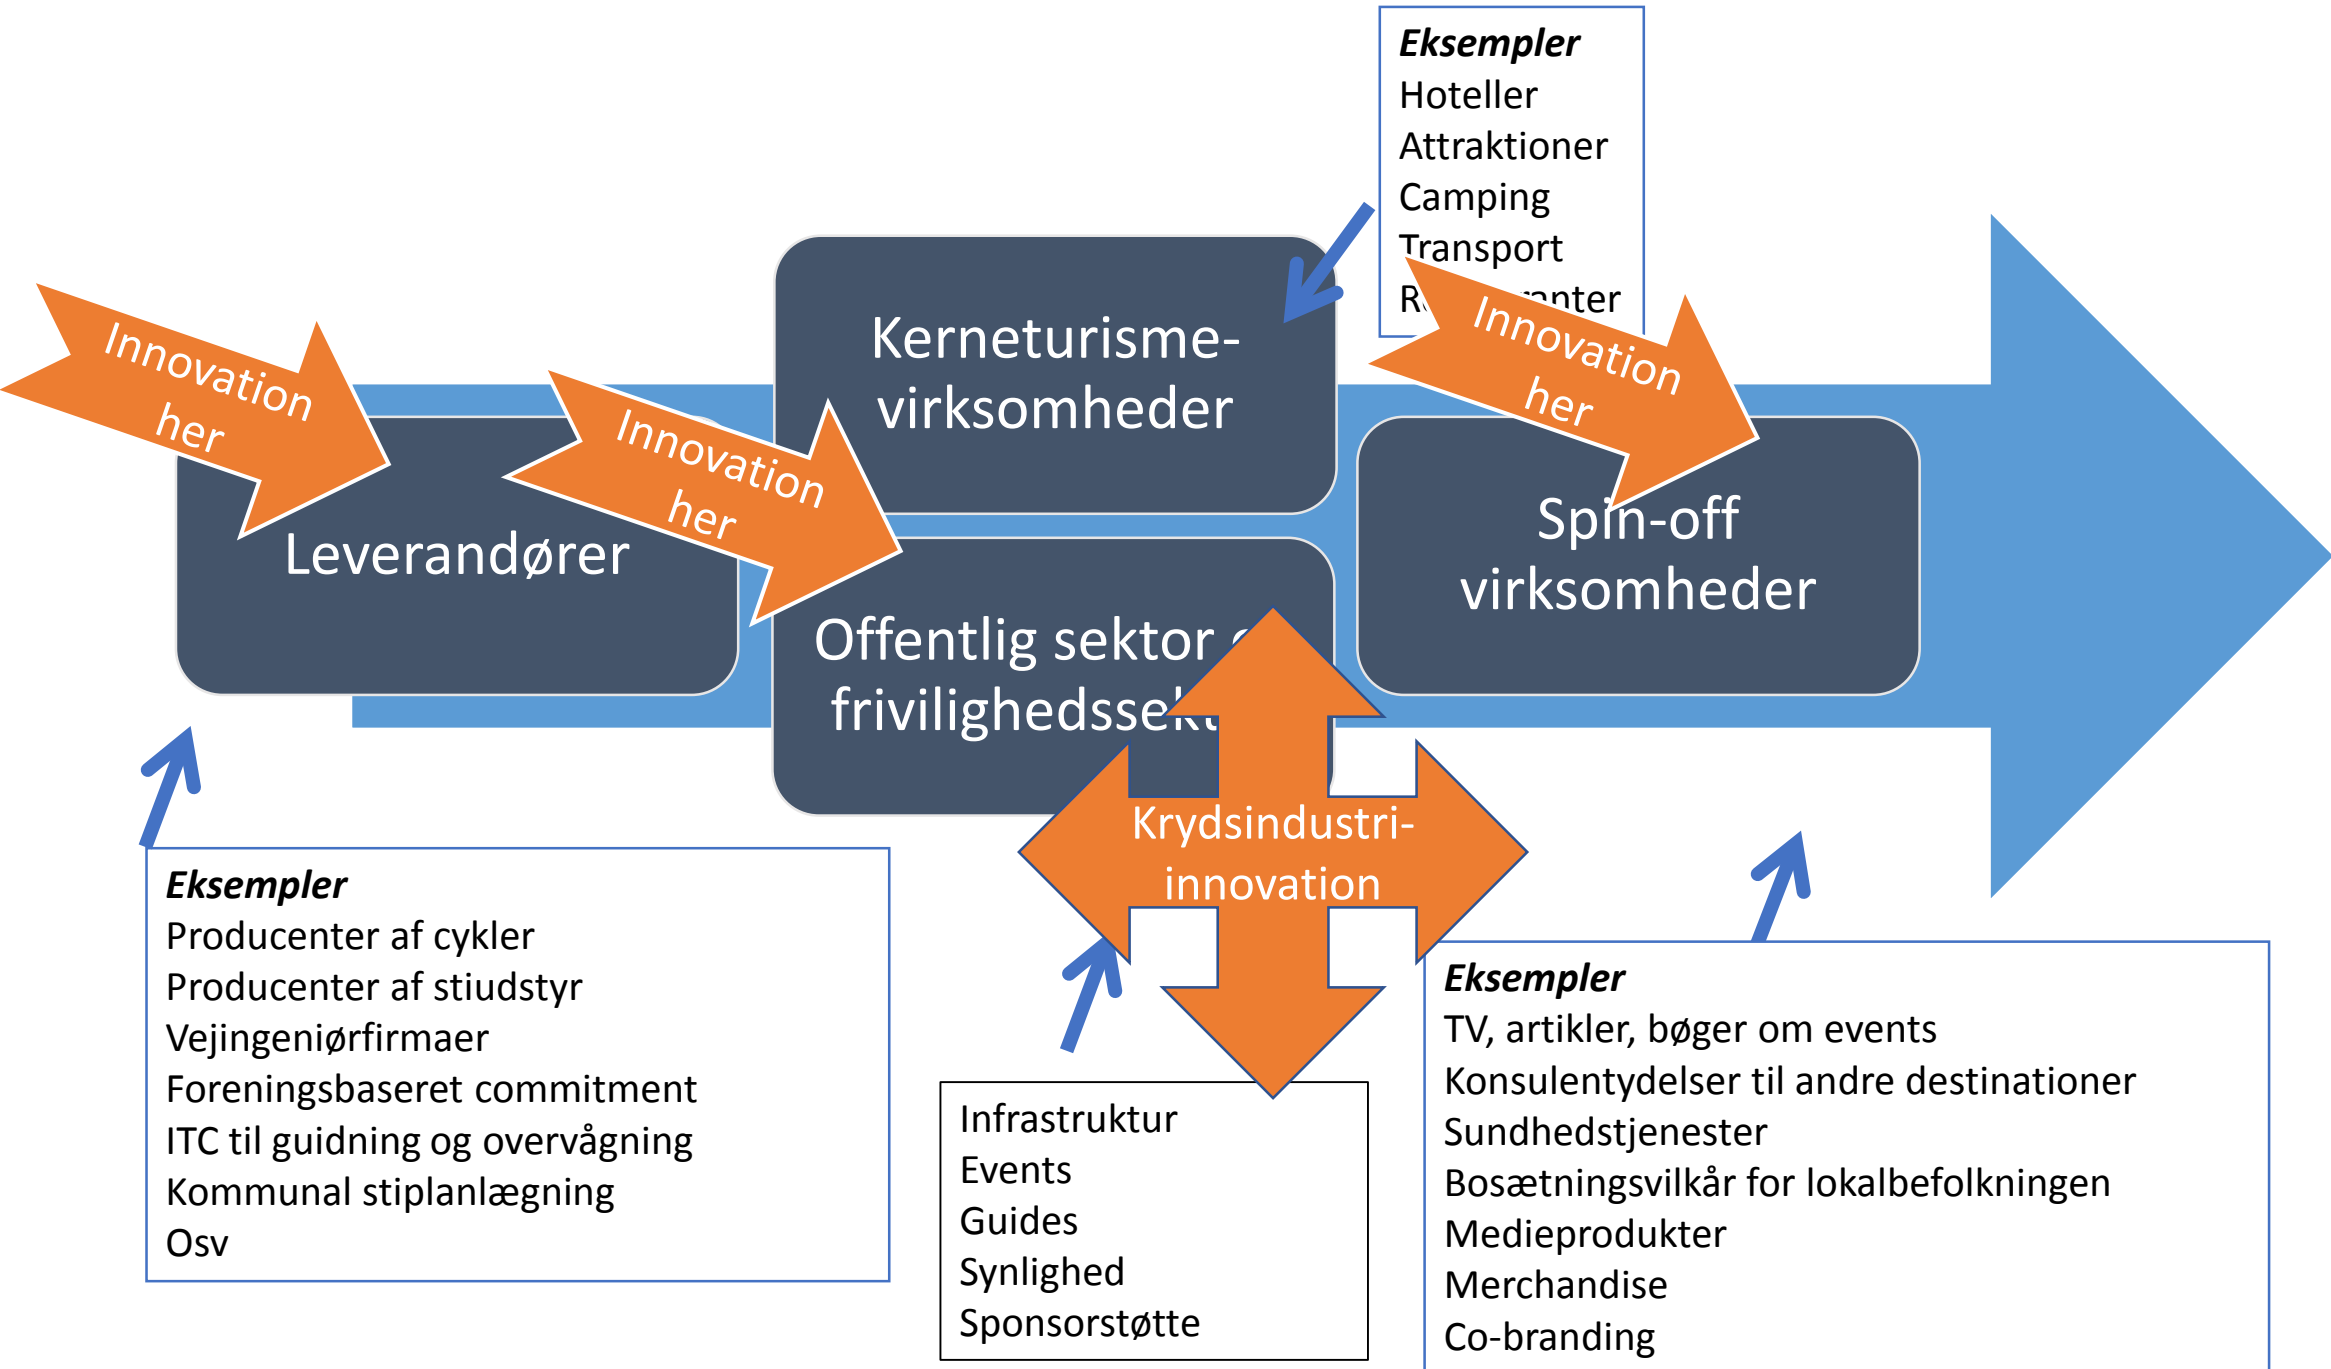 Eksempler
Hoteller
Attraktioner
Camping
Transport
Innovation
her
Innovation
her
Innovation
her
Kerneturisme-
virksomheder
Leverandører
Offentlig sektor
frivilighedssekt
Spin-off
virksomheder
Krydsindustri-
innovation
Eksempler
Producenter af cykler
Producenter af stiudstyr
Vejingeniørfirmaer
Foreningsbaseret commitment
ITC til guidning og overvågning
Kommunal stiplanlægning
Osv
Infrastruktur
Events
Guides
Synlighed
Sponsorstøtte
Eksempler
TV, artikler, bøger om events
Konsulentydelser til andre destinationer
Sundhedstjenester
Bosætningsvilkår for lokalbefolkningen
Medieprodukter
Merchandise
Co-branding